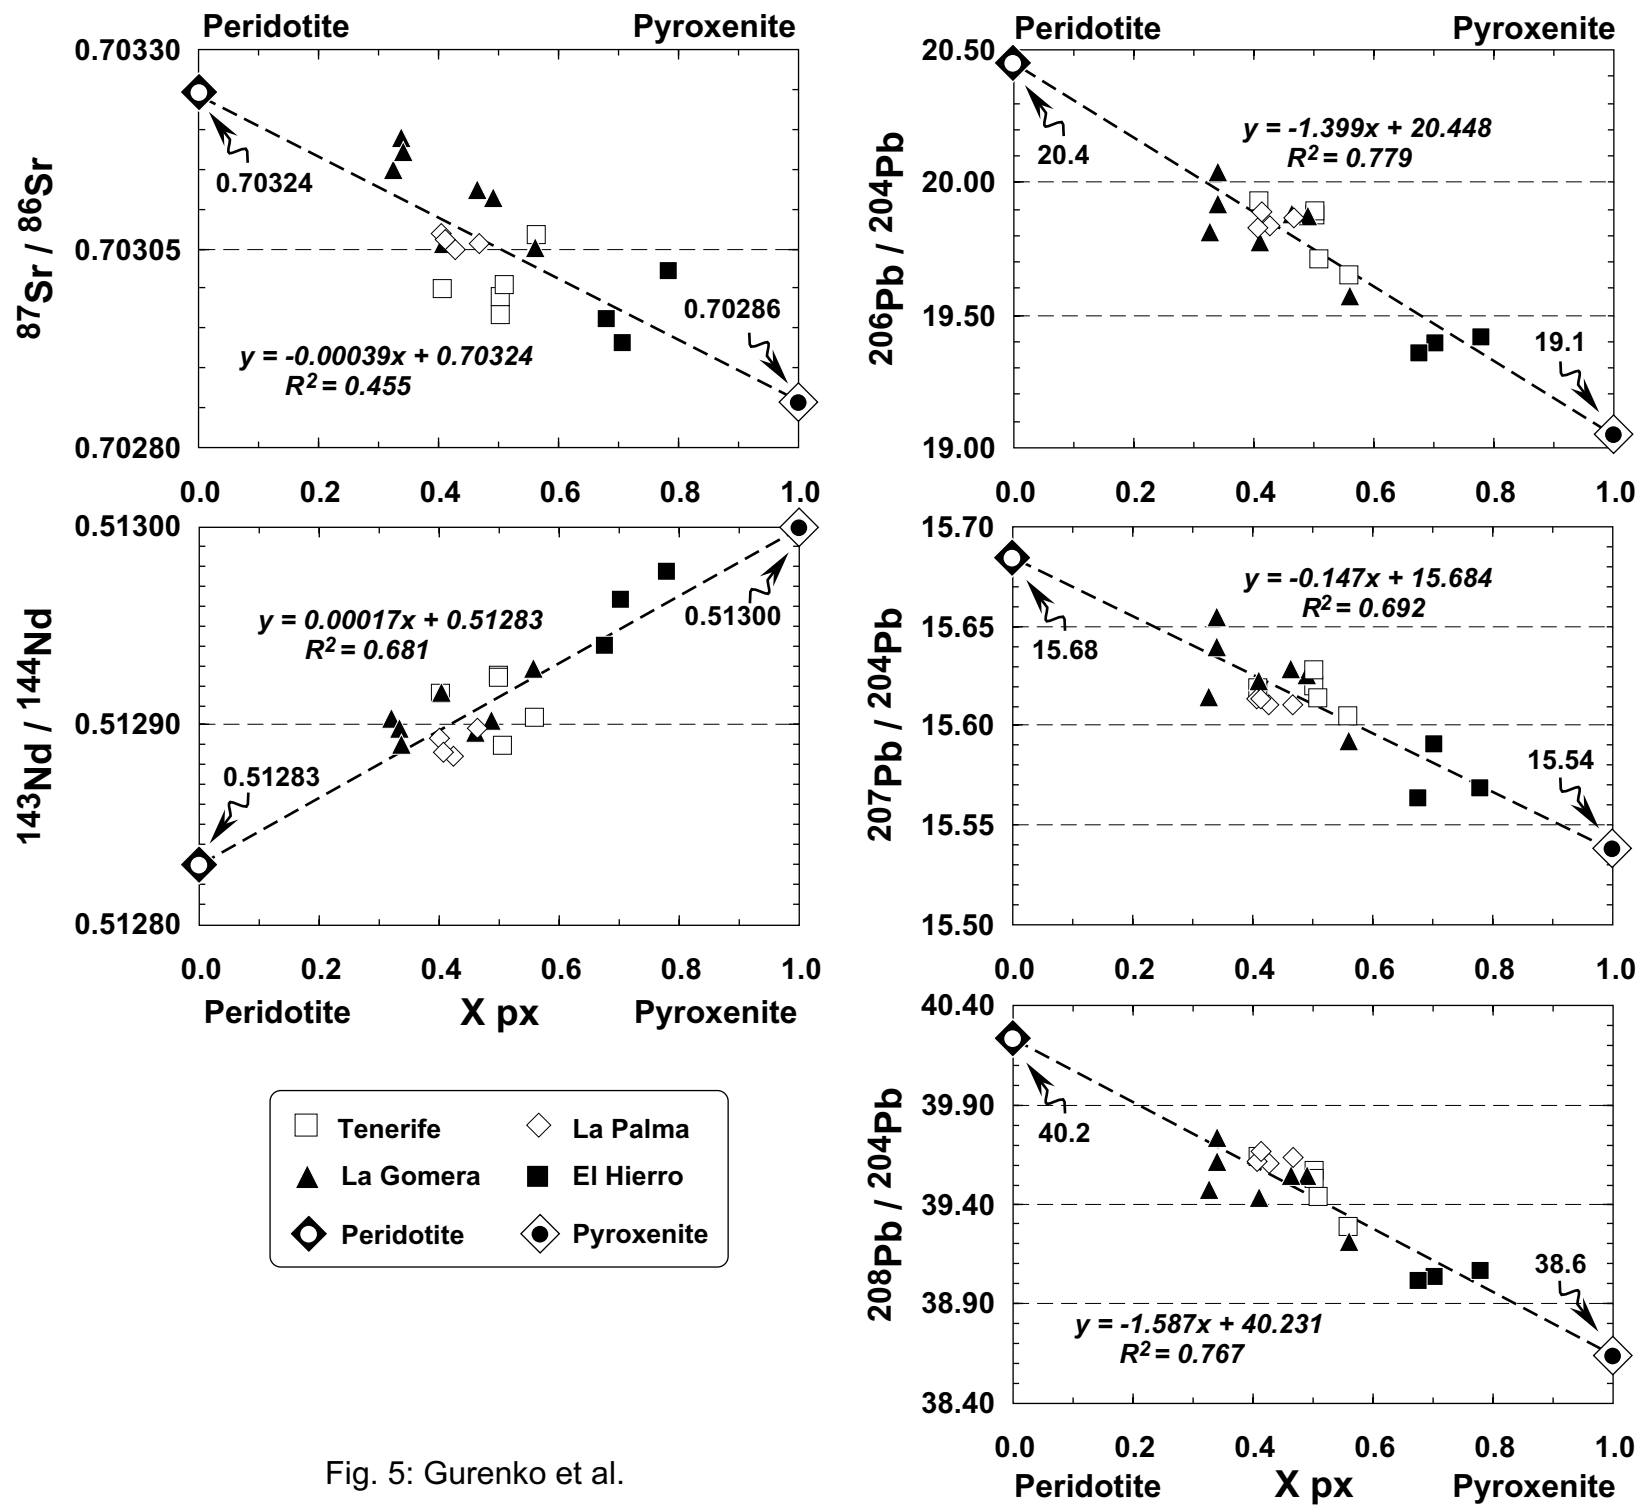 Peridotite Pyroxenite
0.70330
0.70324
87Sr / 86Sr
0.70305
0.70286
y = -0.00039x + 0.70324
R2 = 0.455
0.70280
0.0 0.2 0.4 0.6 0.8 1.0
0.51300
0.51300
y = 0.00017x + 0.51283
R2 = 0.681
143Nd / 144Nd
0.51290
0.51283
0.51280
0.0 0.2 0.4 0.6 0.8 1.0
Peridotite X px Pyroxenite
Tenerife La Palma
La Gomera El Hierro
Peridotite Pyroxenite
Fig. 5: Gurenko et al.
Peridotite Pyroxenite
20.50
y = -1.399x + 20.448
R2 = 0.779
20.4
206Pb / 204Pb
20.00
19.50
19.1
19.00
0.0 0.2 0.4 0.6 0.8 1.0
15.70
y = -0.147x + 15.684
R2 = 0.692
15.65
15.68
207Pb / 204Pb
15.60
15.54
15.55
15.50
0.0 0.2 0.4 0.6 0.8 1.0
40.40
39.90
40.2
208Pb / 204Pb
39.40
38.6
38.90
y = -1.587x + 40.231
R2 = 0.767
38.40
0.0 0.2 0.4 0.6 0.8 1.0
Peridotite X px Pyroxenite